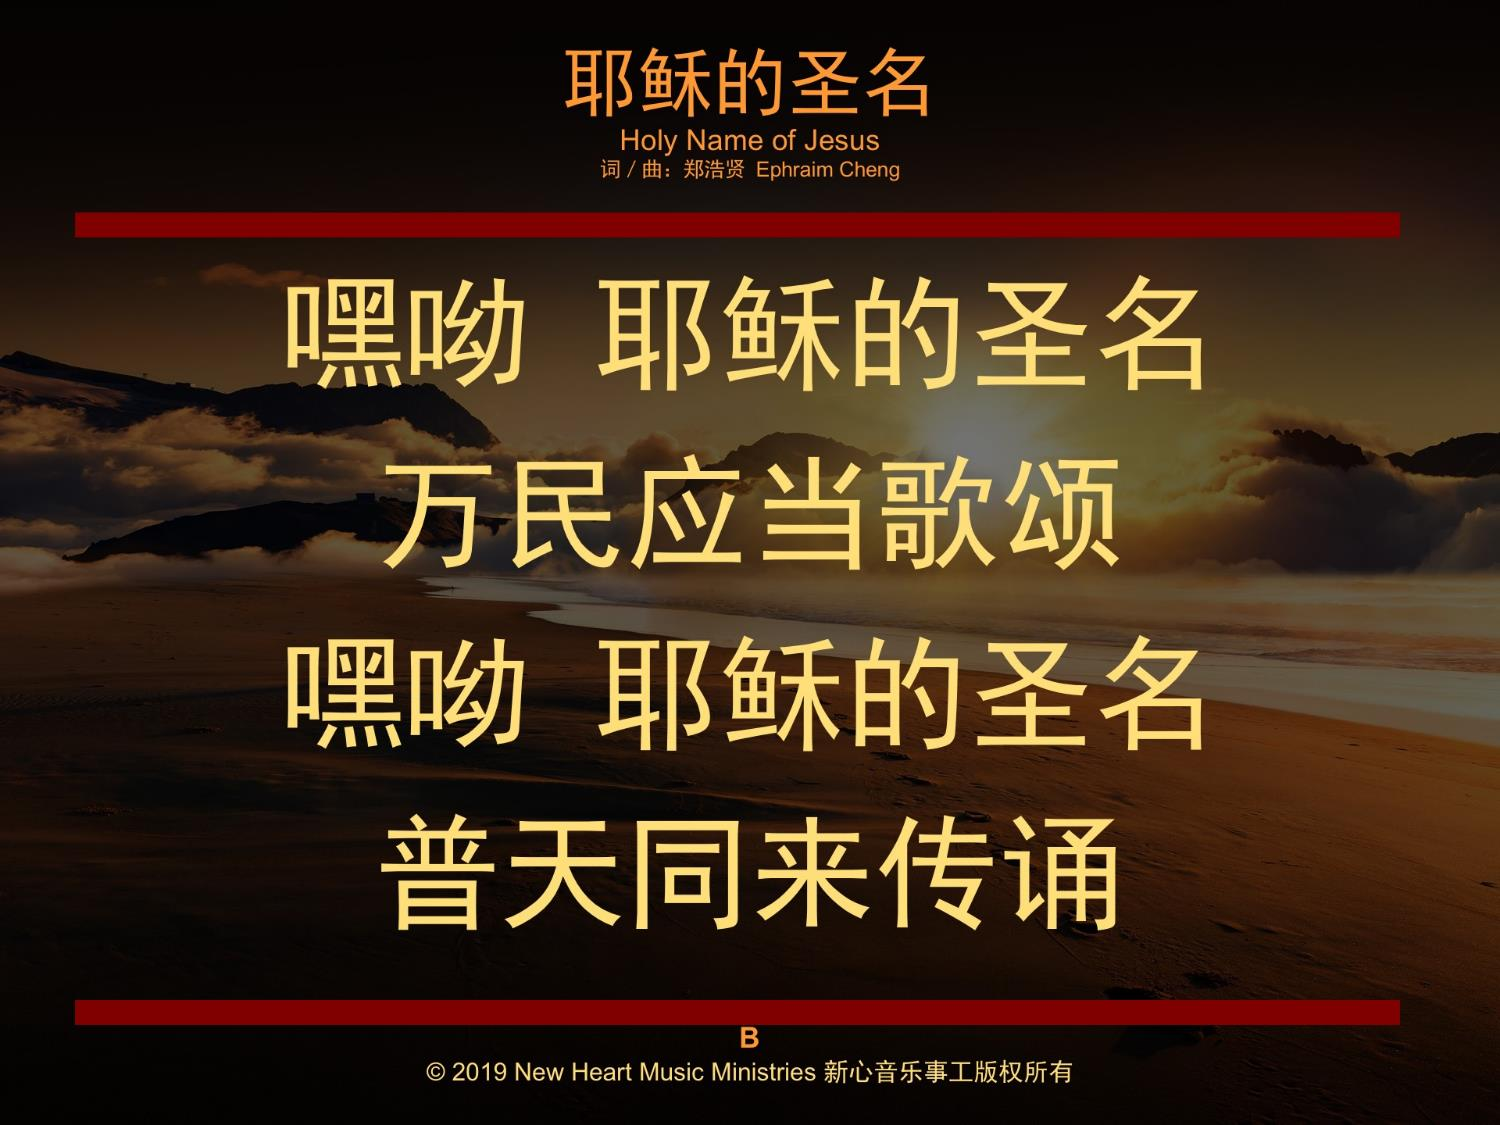 耶稣的圣名
Holy Name of Jesus
词 / 曲：郑浩贤 Ephraim Cheng
嘿呦 耶稣的圣名
万民应当歌颂
嘿呦 耶稣的圣名
普天同来传诵
B
© 2019 New Heart Music Ministries 新心音乐事工版权所有